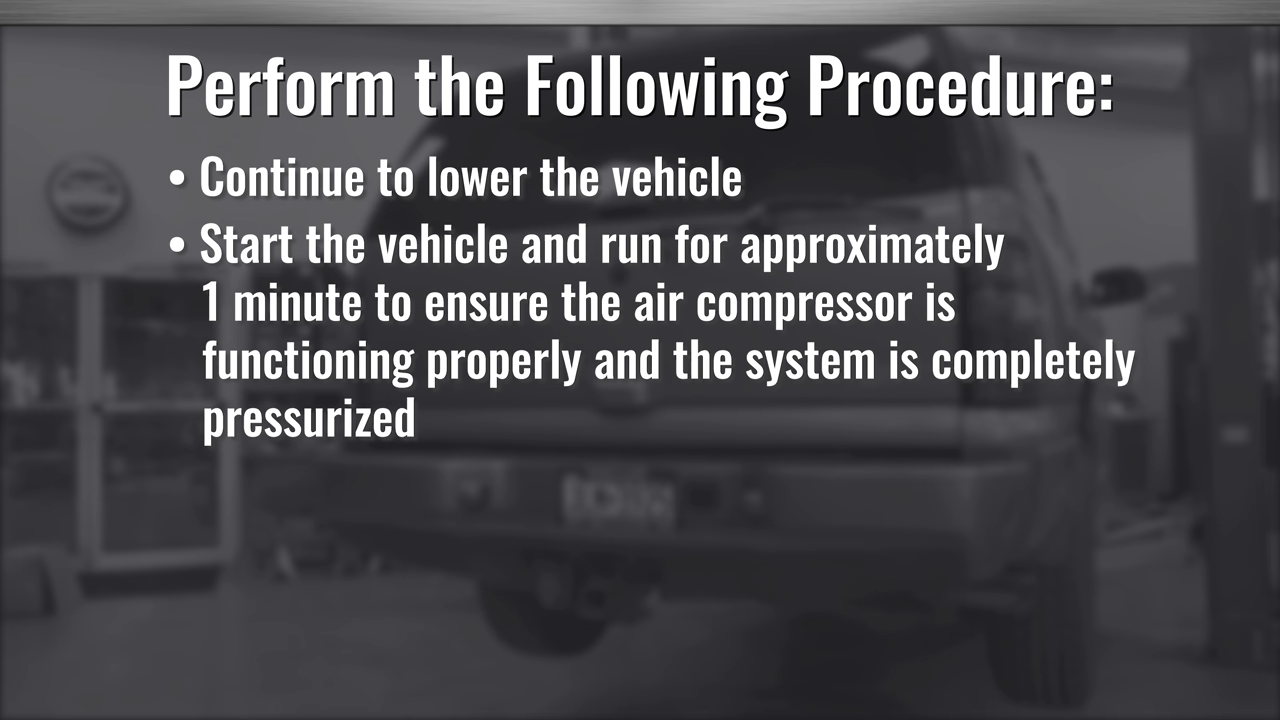 Perform the Following Procedure:
• Continue to lower the vehicle
• Start the vehicle and run for approximately
1 minute to ensure the air compressor is
functioning properly and the system is completely
pressurized